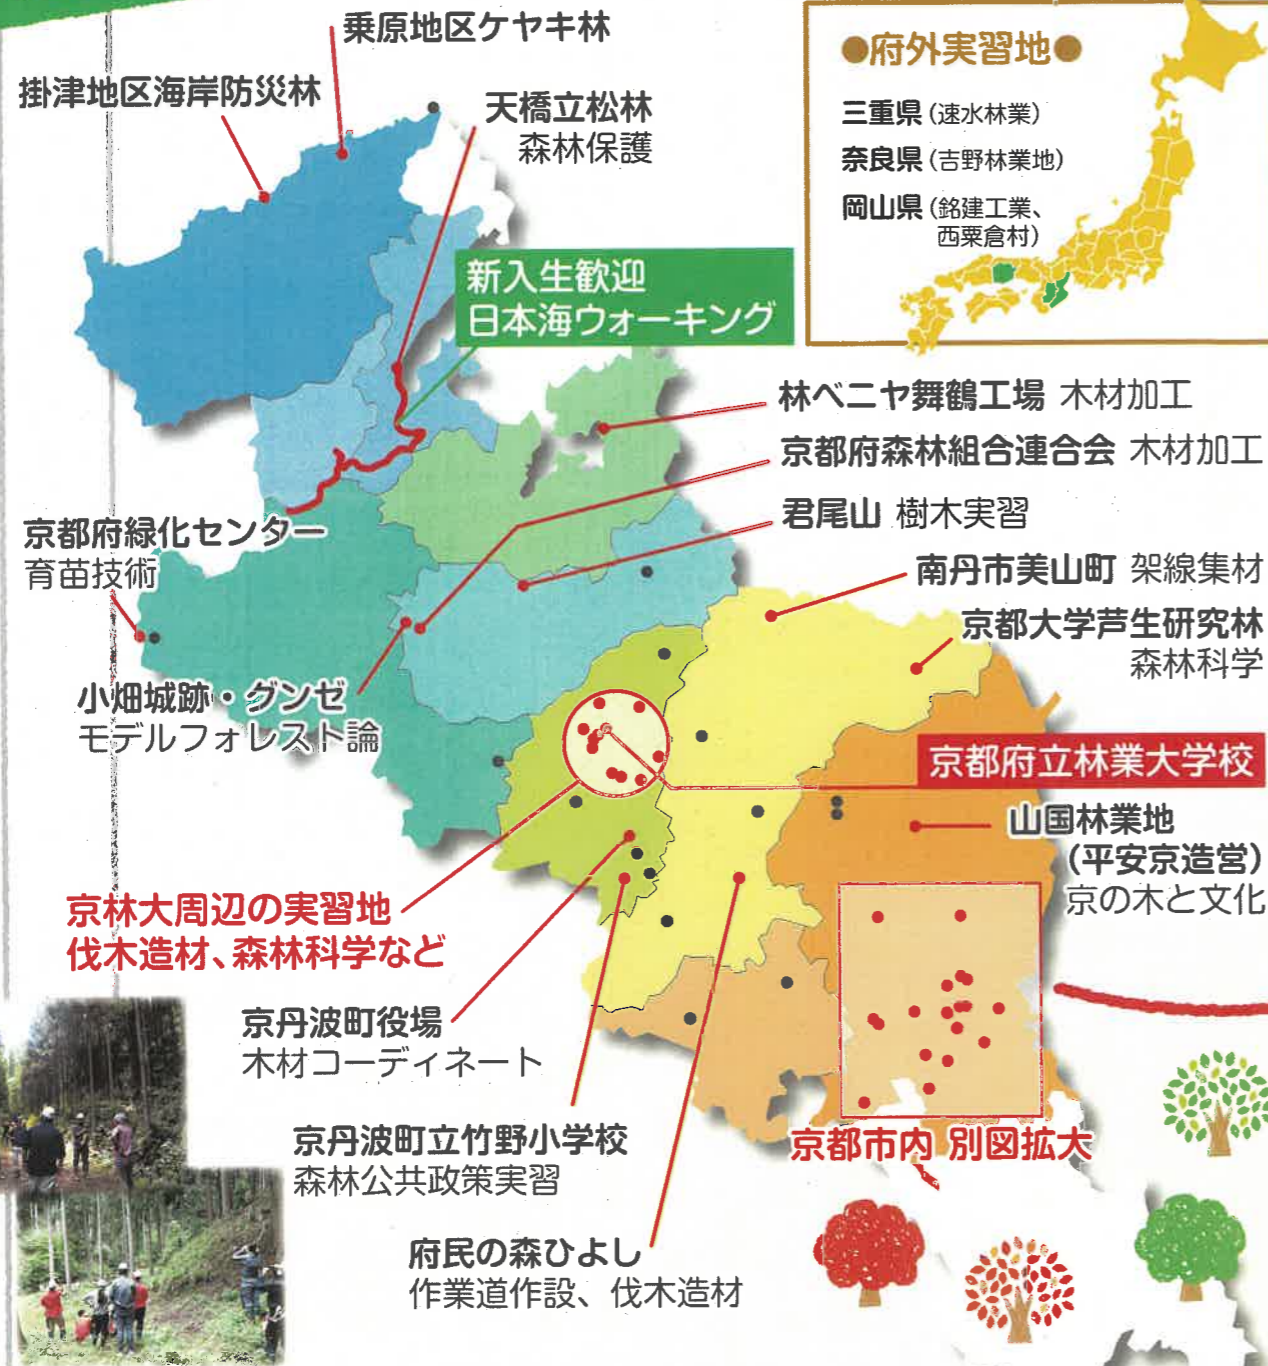 乗原地区ケヤキ林
掛津地区海岸防災林
天橋立松林
森林保護
●府外実習地●
三重県(速水林業)
奈良県(吉野林業地)
岡山県(銘建工業、
西粟倉村)
新入生歓迎
日本海ウォーキング
林ベニヤ舞鶴工場 木材加工
京都府森林組合連合会 木材加工
君尾山 樹木実習
南丹市美山町 架線集材
京都大学芦生研究林
森林科学
京都府緑化センター
育苗技術
小畑城跡・グンゼ
モデルフォレスト論
京都府立林業大学校
山国林業地
(平安京造営)
京の木と文化
京林大周辺の実習地
伐木造材、森林科学など
京丹波町役場
木材コーディネート
京丹波町立竹野小学校
森林公共政策実習
府民の森ひよし
作業道作設、伐木造材
京都市内 別図拡大